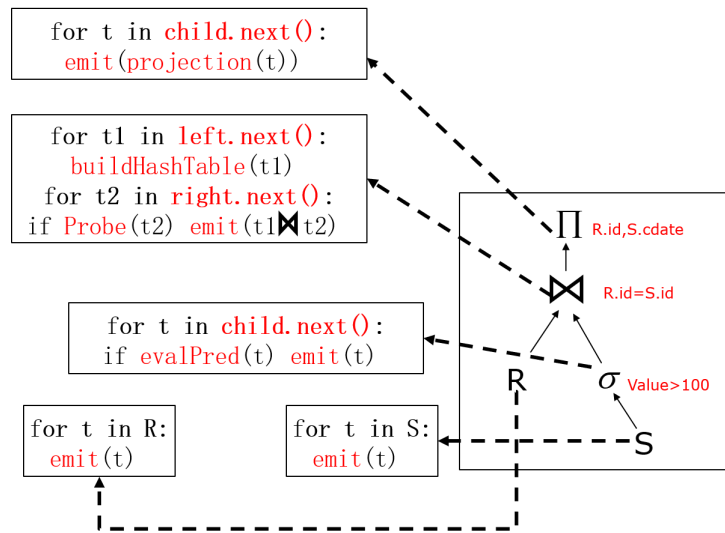 for t in child.next():
emit(projection(t))
for t1 in left.next():
buildHashTable(t1)
for t2 in right.next():
if Probe(t2) emit(t1⋈t2)
∏ R.id,S.cdate
⋈ R.id=S.id
for t in child.next():
if evalPred(t) emit(t)
R
σ Value>100
for t in R:
emit(t)
for t in S:
emit(t)
S